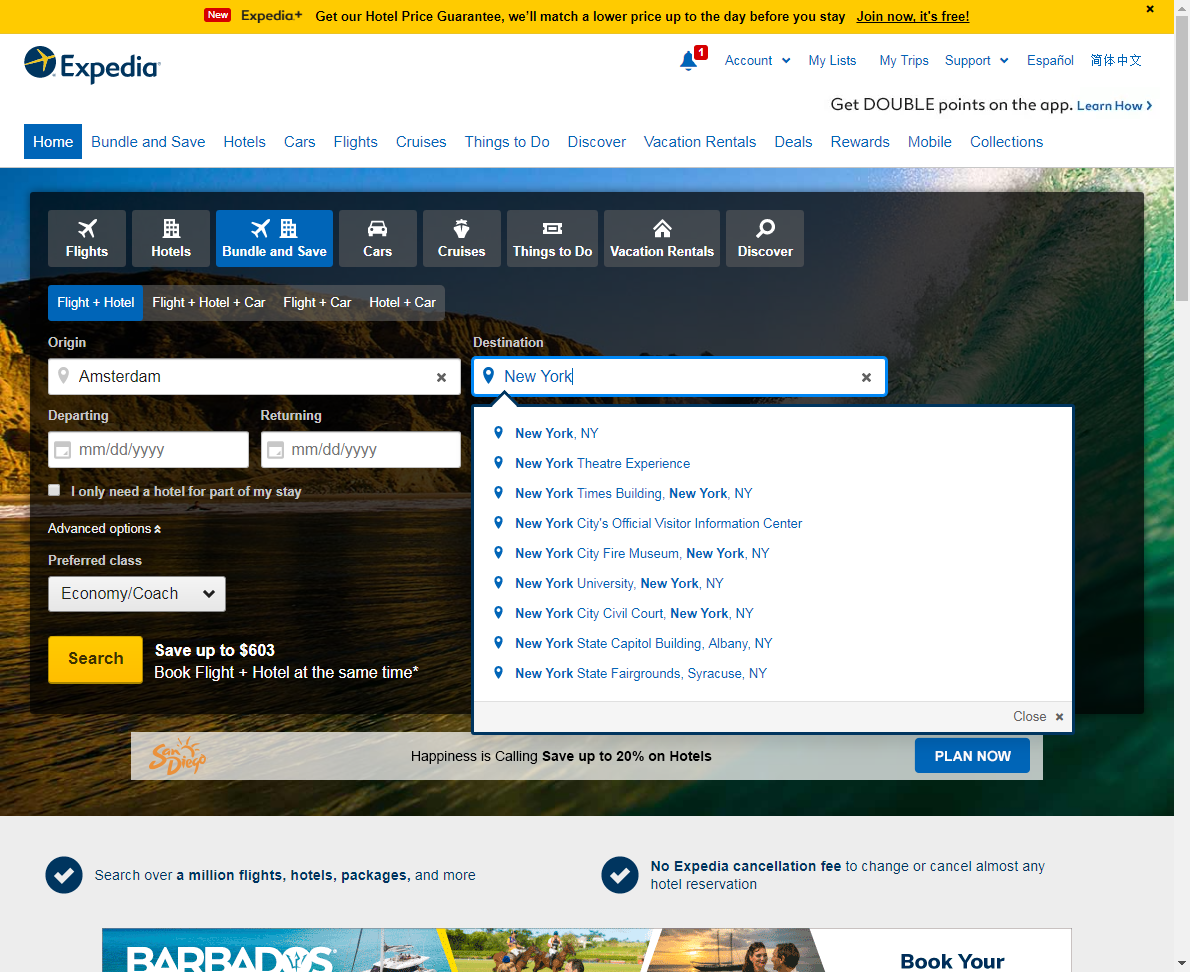 New Expedia+ Get our Hotel Price Guarantee, we'll match a lower price up to the day before you stay Join now, it's free!
Expedia
1 Account My Lists My Trips Support Español 简体中文
Get DOUBLE points on the app. Learn How
Home Bundle and Save Hotels Cars Flights Cruises Things to Do Discover Vacation Rentals Deals Rewards Mobile Collections
Flights Hotels Bundle and Save Cars Cruises Things to Do Vacation Rentals Discover
Flight + Hotel Flight + Hotel + Car Flight + Car Hotel + Car
Origin Destination
Amsterdam New York
Departing Returning
mm/dd/yyyy mm/dd/yyyy
I only need a hotel for part of my stay
Advanced options
Preferred class
Economy/Coach
Search
Save up to $603
Book Flight + Hotel at the same time*
New York, NY
New York Theatre Experience
New York Times Building, New York, NY
New York City's Official Visitor Information Center
New York City Fire Museum, New York, NY
New York University, New York, NY
New York City Civil Court, New York, NY
New York State Capitol Building, Albany, NY
New York State Fairgrounds, Syracuse, NY
Close
San Diego
Happiness is Calling Save up to 20% on Hotels
PLAN NOW
Search over a million flights, hotels, packages, and more
No Expedia cancellation fee to change or cancel almost any
hotel reservation
BARBADOS
Book Your